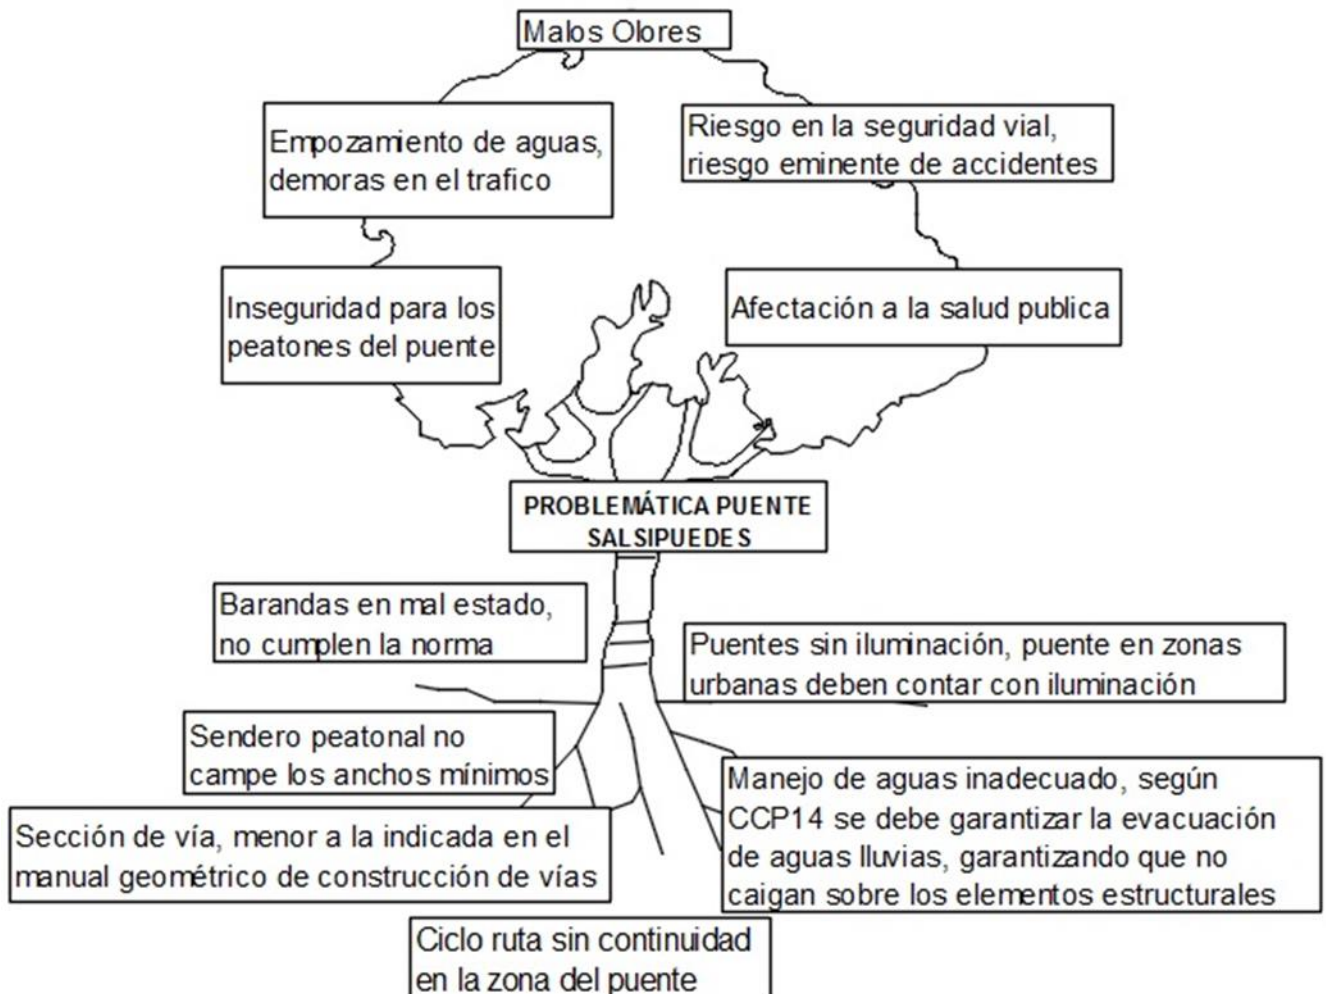 Malos Olores
Empozamiento de aguas,
demoras en el trafico
Riesgo en la seguridad vial,
riesgo eminente de accidentes
Inseguridad para los
peatones del puente
Afectación a la salud publica
PROBLEMÁTICA PUENTE
SALSIPUEDES
Barandas en mal estado,
no cumplen la norma
Puentes sin iluminación, puente en zonas
urbanas deben contar con iluminación
Sendero peatonal no
campe los anchos mínimos
Manejo de aguas inadecuado, según
CCP14 se debe garantizar la evacuación
de aguas lluvias, garantizando que no
caigan sobre los elementos estructurales
Sección de vía, menor a la indicada en el
manual geométrico de construcción de vías
Ciclo ruta sin continuidad
en la zona del puente